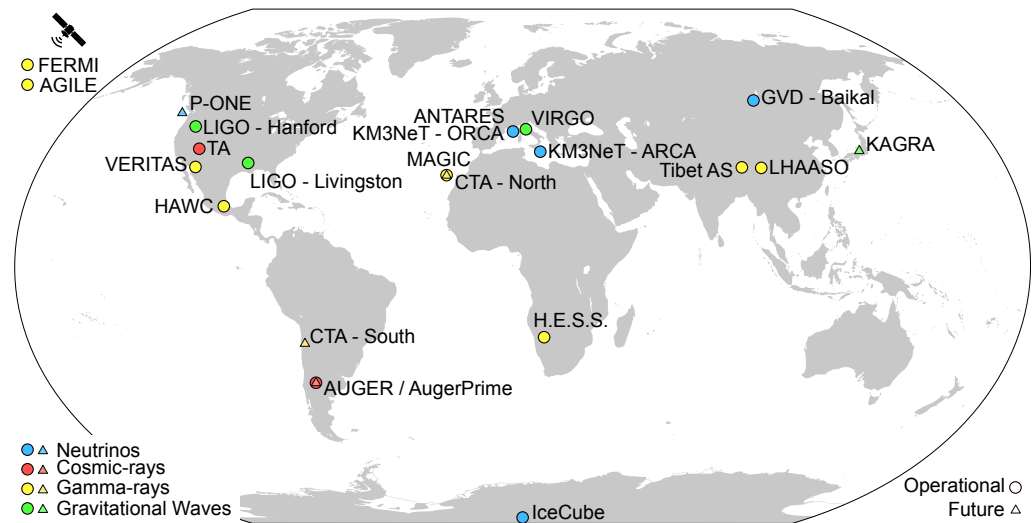 FERMI
AGILE
P-ONE
LIGO - Hanford
TA
VERITAS
LIGO - Livingston
HAWC
ANTARES
KM3NeT - ORCA
VIRGO
KM3NeT - ARCA
MAGIC
CTA - North
GVD - Baikal
KAGRA
Tibet AS
LHAASO
H.E.S.S.
CTA - South
AUGER / AugerPrime
IceCube
Neutrinos
Cosmic-rays
Gamma-rays
Gravitational Waves
Operational
Future